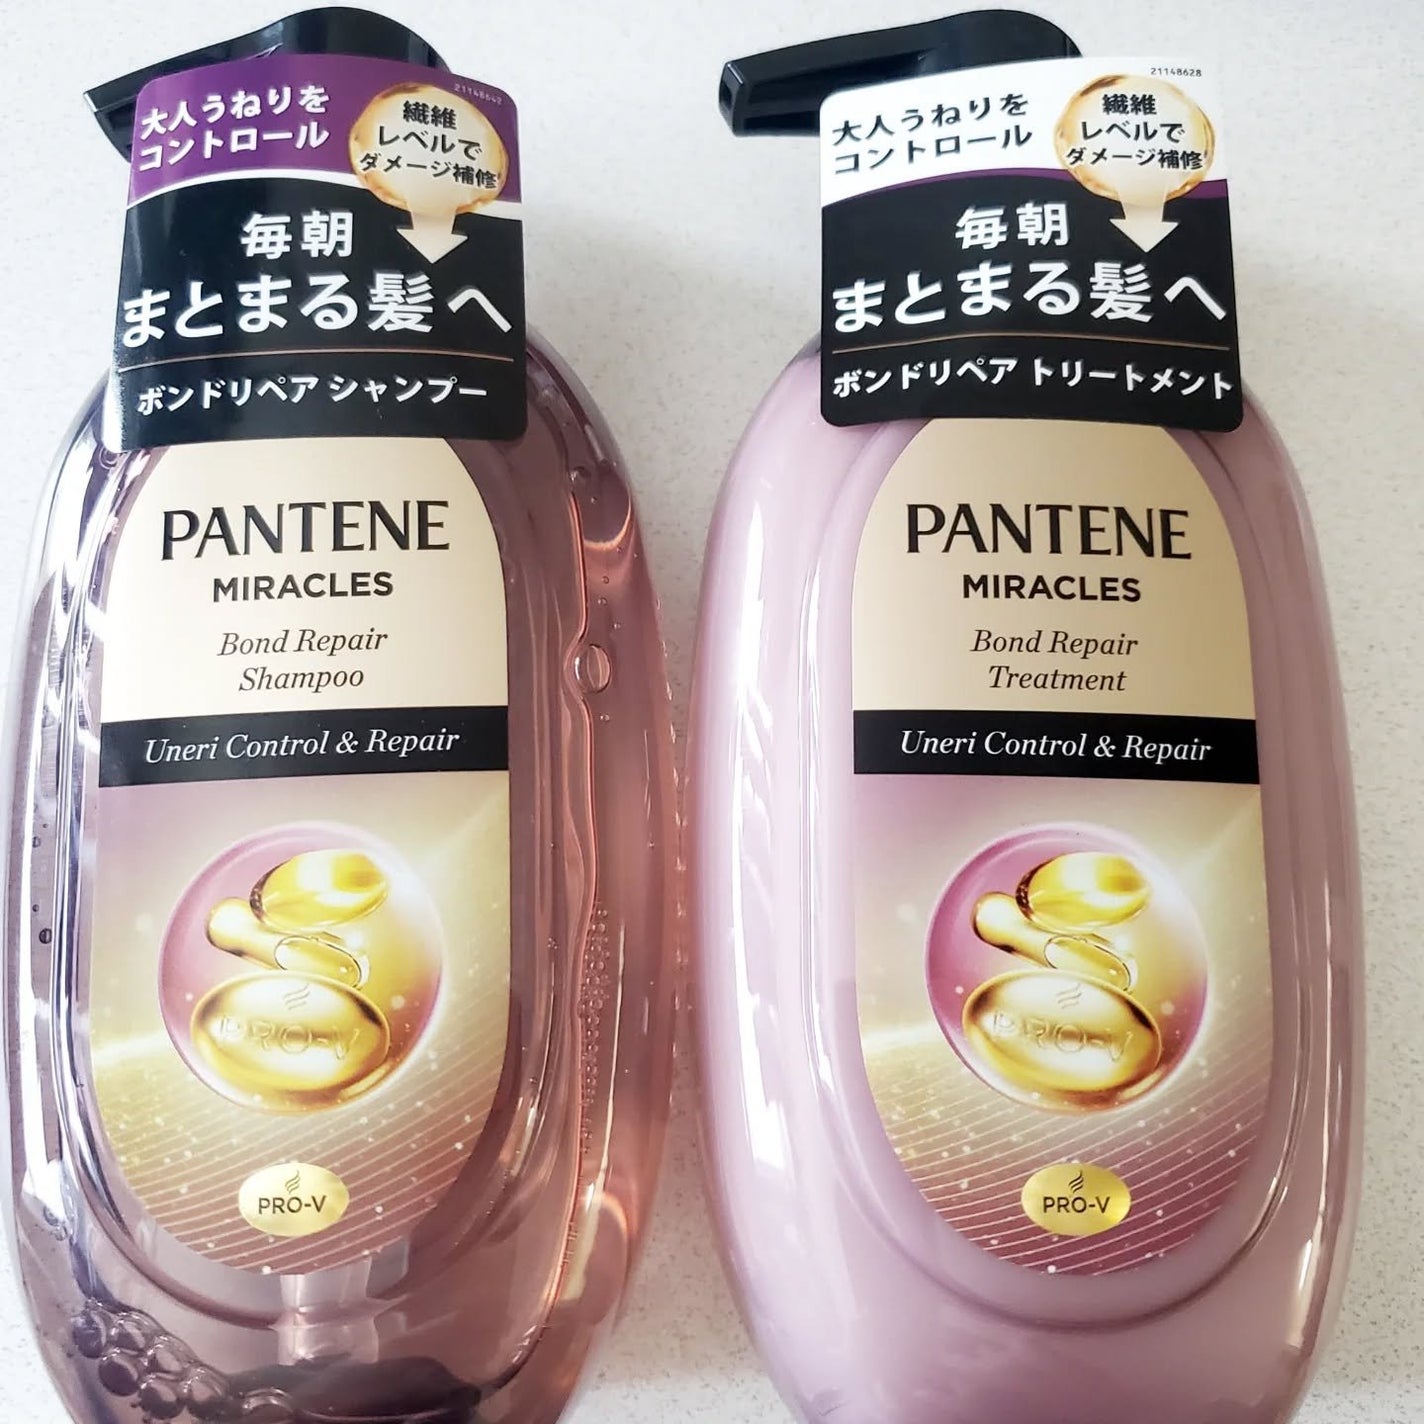 大人うねりを
コントロール
21148642
繊維
レベルで
ダメージ補修
毎朝
まとまる髪へ
ボンドリペア シャンプー
PANTENE
MIRACLES
Bond Repair
Shampoo
Uneri Control & Repair
PRO-V
PRO-V
21148628
大人うねりを
コントロール
繊維
レベルで
ダメージ補修
毎朝
まとまる髪へ
ボンドリペア トリートメント
PANTENE
MIRACLES
Bond Repair
Treatment
Uneri Control & Repair
PRO-V
PRO-V